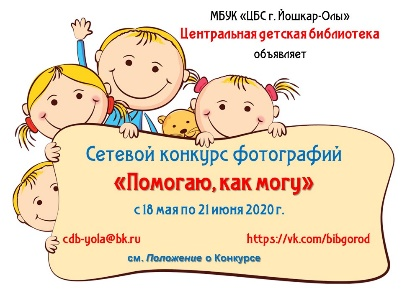 МБУК «ЦБС г. Йошкар-Олы»
Центральная детская библиотека
объявляет
Сетевой конкурс фотографий
«Помогаю, как могу»
с 18 мая по 21 июня 2020 г.
cdb-yola@bk.ru https://vk.com/bibgorod
см. Положение о Конкурсе